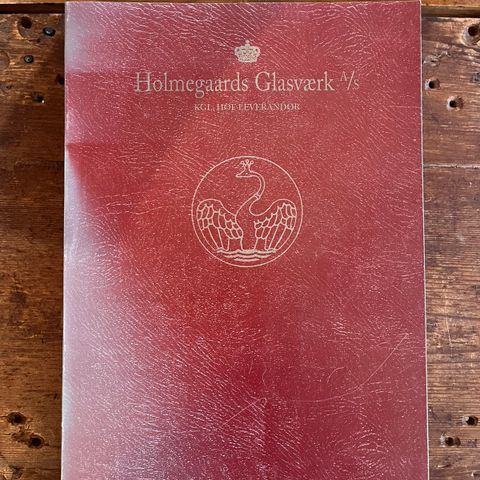 Holmegaards Glasværk A/s
KGL. HOF-LEVERANDØR